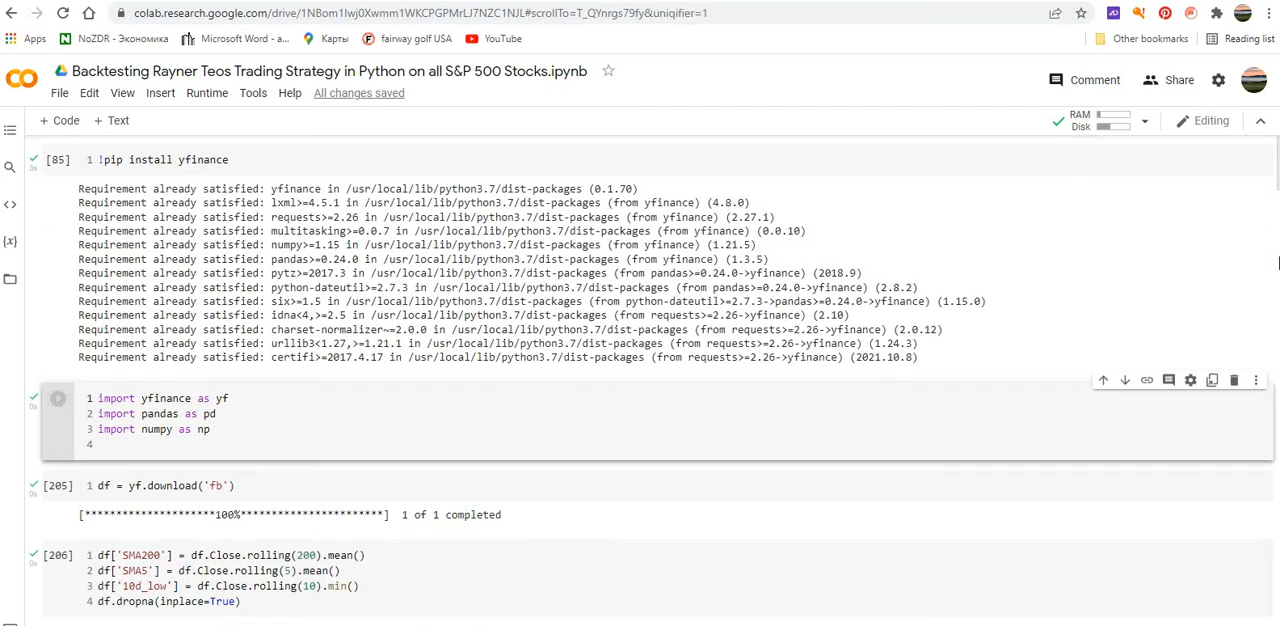 colab.research.google.com/drive/1NBom1Iwj0Xwmm1WKCPGPMrLJ7NZC1NJL#scrollTo=T_QYnrgs79fy&uniqifier=1
Apps NoZDR - Экономика Microsoft Word - a... Карты fairway golf USA YouTube Other bookmarks Reading list
Backtesting Rayner Teos Trading Strategy in Python on all S&P 500 Stocks.ipynb
File Edit View Insert Runtime Tools Help All changes saved Comment Share
+ Code + Text RAM Disk Editing
[85] 1 !pip install yfinance
3s
Requirement already satisfied: yfinance in /usr/local/lib/python3.7/dist-packages (0.1.70)
Requirement already satisfied: lxml>=4.5.1 in /usr/local/lib/python3.7/dist-packages (from yfinance) (4.8.0)
Requirement already satisfied: requests>=2.26 in /usr/local/lib/python3.7/dist-packages (from yfinance) (2.27.1)
Requirement already satisfied: multitasking>=0.0.7 in /usr/local/lib/python3.7/dist-packages (from yfinance) (0.0.10)
Requirement already satisfied: numpy>=1.15 in /usr/local/lib/python3.7/dist-packages (from yfinance) (1.21.5)
Requirement already satisfied: pandas>=0.24.0 in /usr/local/lib/python3.7/dist-packages (from yfinance) (1.3.5)
Requirement already satisfied: pytz>=2017.3 in /usr/local/lib/python3.7/dist-packages (from pandas>=0.24.0->yfinance) (2018.9)
Requirement already satisfied: python-dateutil>=2.7.3 in /usr/local/lib/python3.7/dist-packages (from pandas>=0.24.0->yfinance) (2.8.2)
Requirement already satisfied: six>=1.5 in /usr/local/lib/python3.7/dist-packages (from python-dateutil>=2.7.3->pandas>=0.24.0->yfinance) (1.15.0)
Requirement already satisfied: idna<4,>=2.5 in /usr/local/lib/python3.7/dist-packages (from requests>=2.26->yfinance) (2.10)
Requirement already satisfied: charset-normalizer~=2.0.0 in /usr/local/lib/python3.7/dist-packages (from requests>=2.26->yfinance) (2.0.12)
Requirement already satisfied: urllib3<1.27,>=1.21.1 in /usr/local/lib/python3.7/dist-packages (from requests>=2.26->yfinance) (1.24.3)
Requirement already satisfied: certifi>=2017.4.17 in /usr/local/lib/python3.7/dist-packages (from requests>=2.26->yfinance) (2021.10.8)
1 import yfinance as yf
0s
2 import pandas as pd
3 import numpy as np
4
[205] 1 df = yf.download('fb')
0s
[*********************100%***********************] 1 of 1 completed
[206] 1 df['SMA200'] = df.Close.rolling(200).mean()
0s
2 df['SMA5'] = df.Close.rolling(5).mean()
3 df['10d_low'] = df.Close.rolling(10).min()
4 df.dropna(inplace=True)